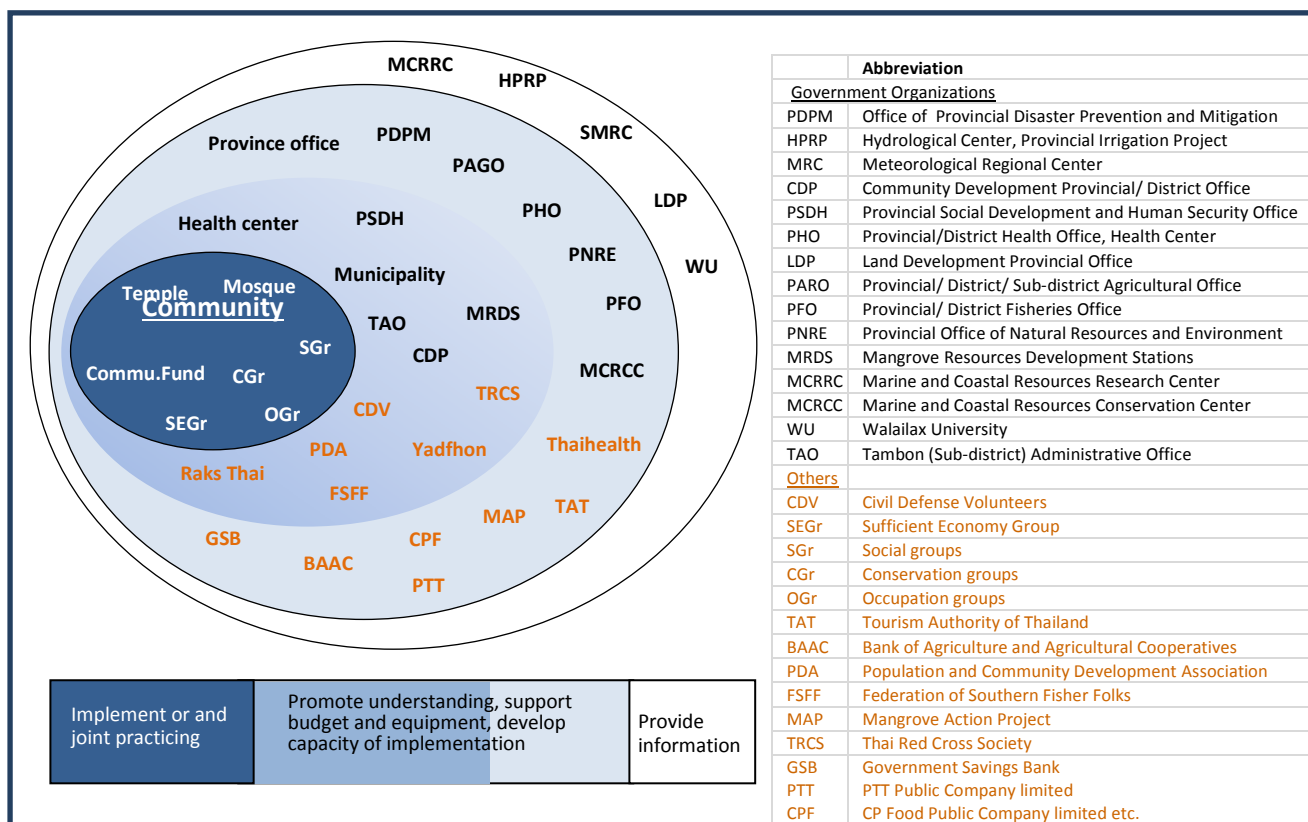 MCRRC
HPRP
SMRC
LDP
WU
Province office
PDPM
PAGO
PHO
PNRE
PFO
MCRCC
Health center
PSDH
Municipality
TAO
MRDS
CDP
Temple
Mosque
Community
SGr
Commu.Fund
CGr
SEGr
OGr
CDV
TRCS
PDA
Yadfhon
Thaihealth
Raks Thai
FSFF
MAP
TAT
GSB
CPF
BAAC
PTT
Implement or and
joint practicing
Promote understanding, support
budget and equipment, develop
capacity of implementation
Provide
information
Abbreviation
Government Organizations
PDPM Office of Provincial Disaster Prevention and Mitigation
HPRP Hydrological Center, Provincial Irrigation Project
MRC Meteorological Regional Center
CDP Community Development Provincial/ District Office
PSDH Provincial Social Development and Human Security Office
PHO Provincial/District Health Office, Health Center
LDP Land Development Provincial Office
PARO Provincial/ District/ Sub-district Agricultural Office
PFO Provincial/ District Fisheries Office
PNRE Provincial Office of Natural Resources and Environment
MRDS Mangrove Resources Development Stations
MCRRC Marine and Coastal Resources Research Center
MCRCC Marine and Coastal Resources Conservation Center
WU Walailax University
TAO Tambon (Sub-district) Administrative Office
Others
CDV Civil Defense Volunteers
SEGr Sufficient Economy Group
SGr Social groups
CGr Conservation groups
OGr Occupation groups
TAT Tourism Authority of Thailand
BAAC Bank of Agriculture and Agricultural Cooperatives
PDA Population and Community Development Association
FSFF Federation of Southern Fisher Folks
MAP Mangrove Action Project
TRCS Thai Red Cross Society
GSB Government Savings Bank
PTT PTT Public Company limited
CPF CP Food Public Company limited etc.